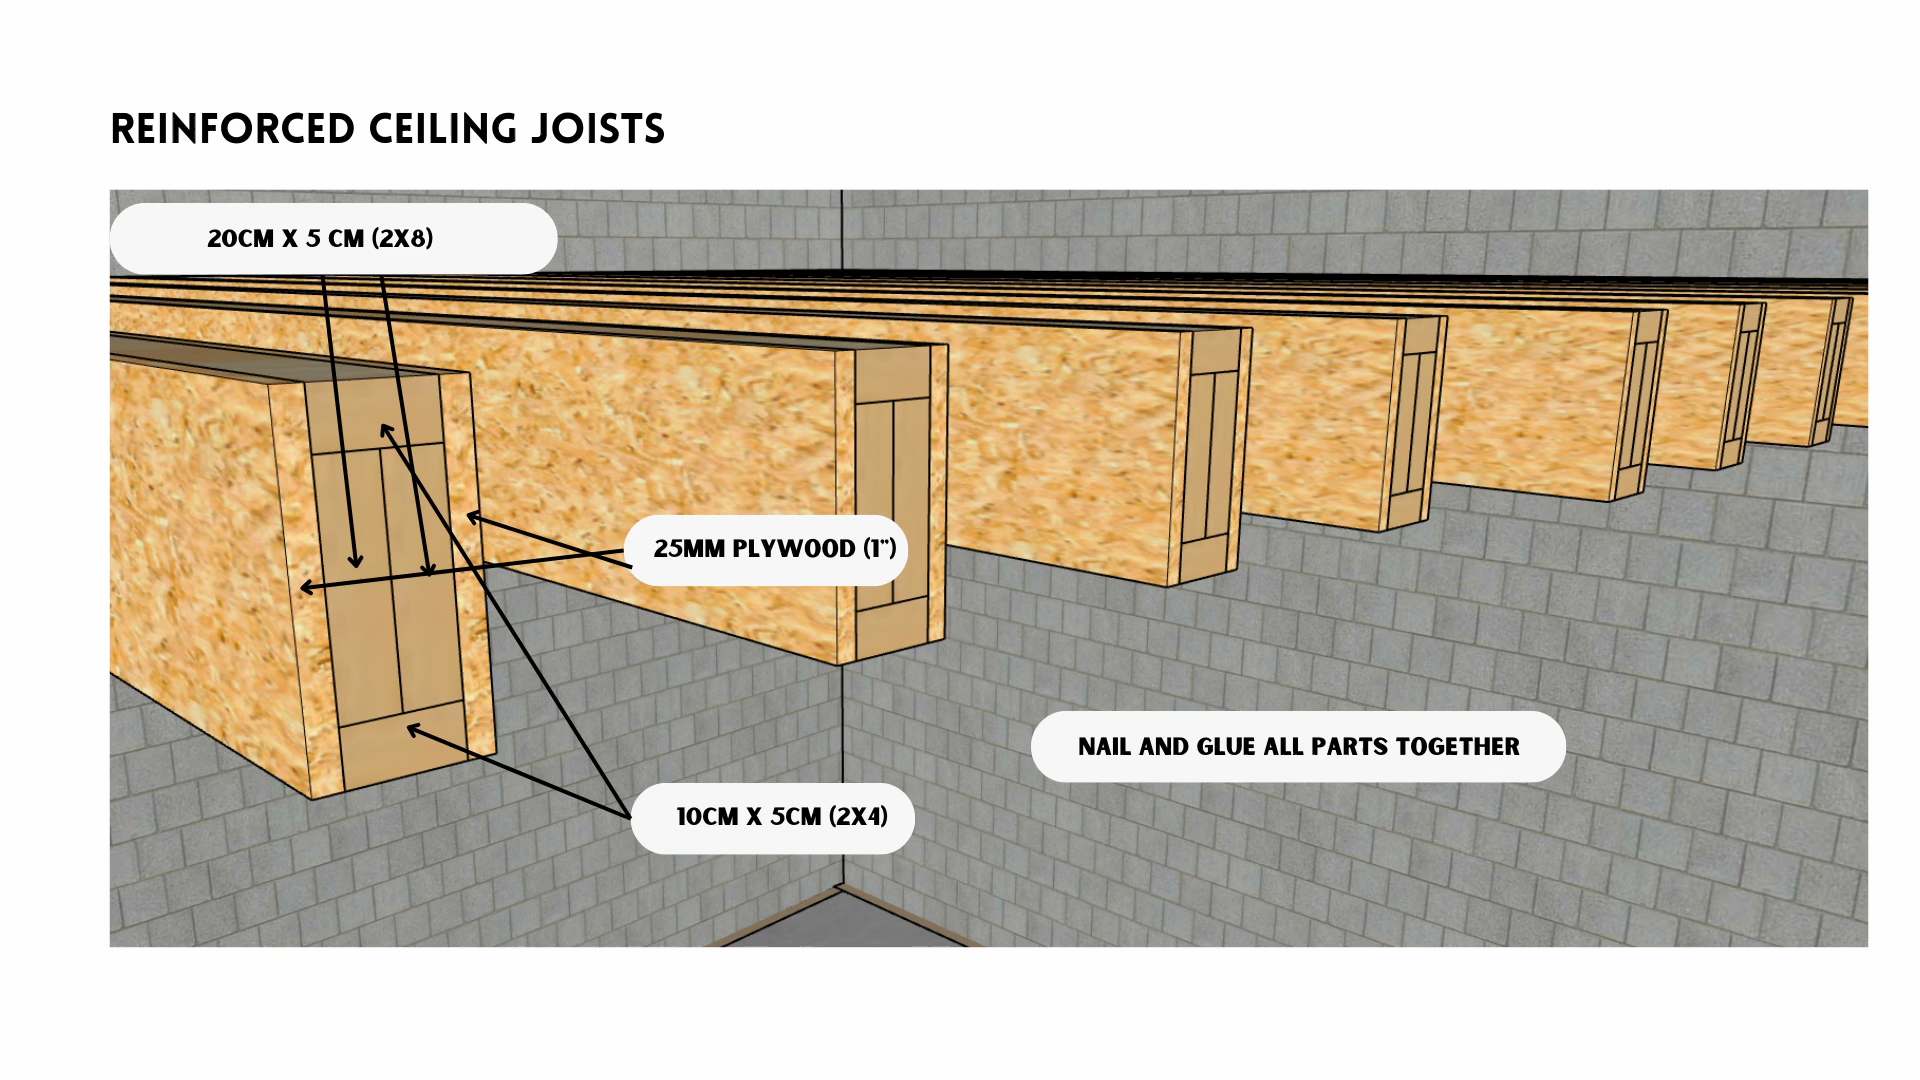 REINFORCED CEILING JOISTS
20CM X 5 CM (2X8)
25MM PLYWOOD (1")
NAIL AND GLUE ALL PARTS TOGETHER
10CM X 5CM (2X4)